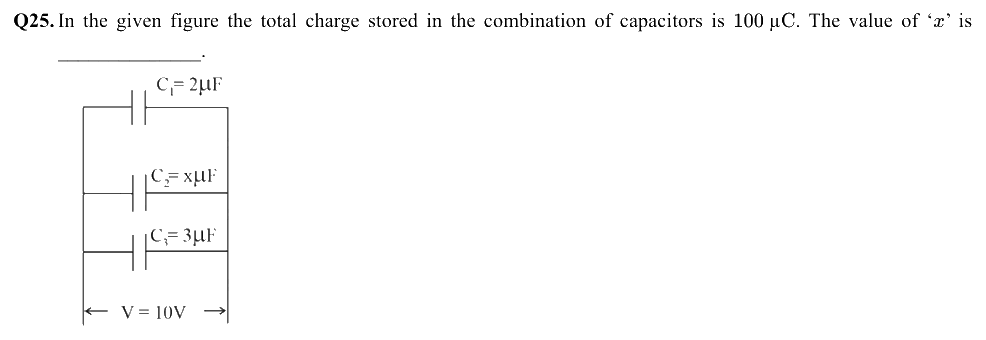 Q25. In the given figure the total charge stored in the combination of capacitors is 100 μC. The value of ‘x’ is
____________.
C₁= 2μF
C₂= xμF
C₃= 3μF
V = 10V